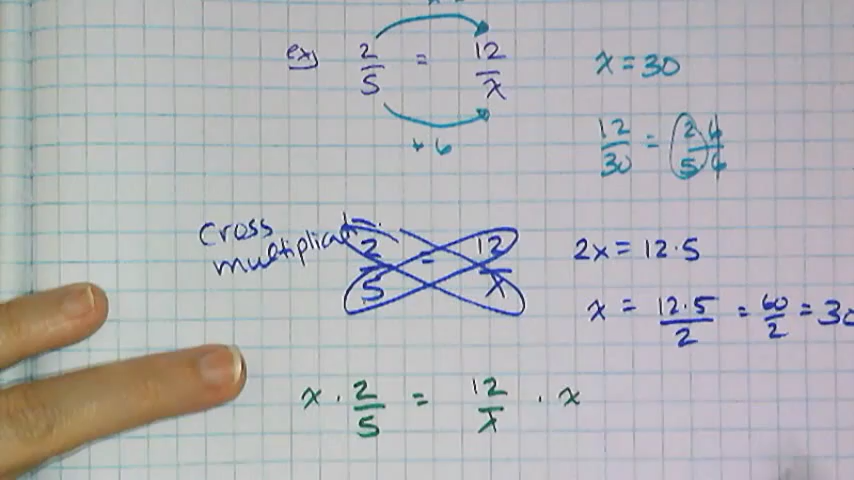 ex) 2/5 = 12/x
x = 30
+ 6
12/30 = 2 6/5 6
cross
multiplication
2/5 = 12/x
2x = 12.5
x = 12.5/2 = 60/2 = 30
x . 2/5 = 12/x . x